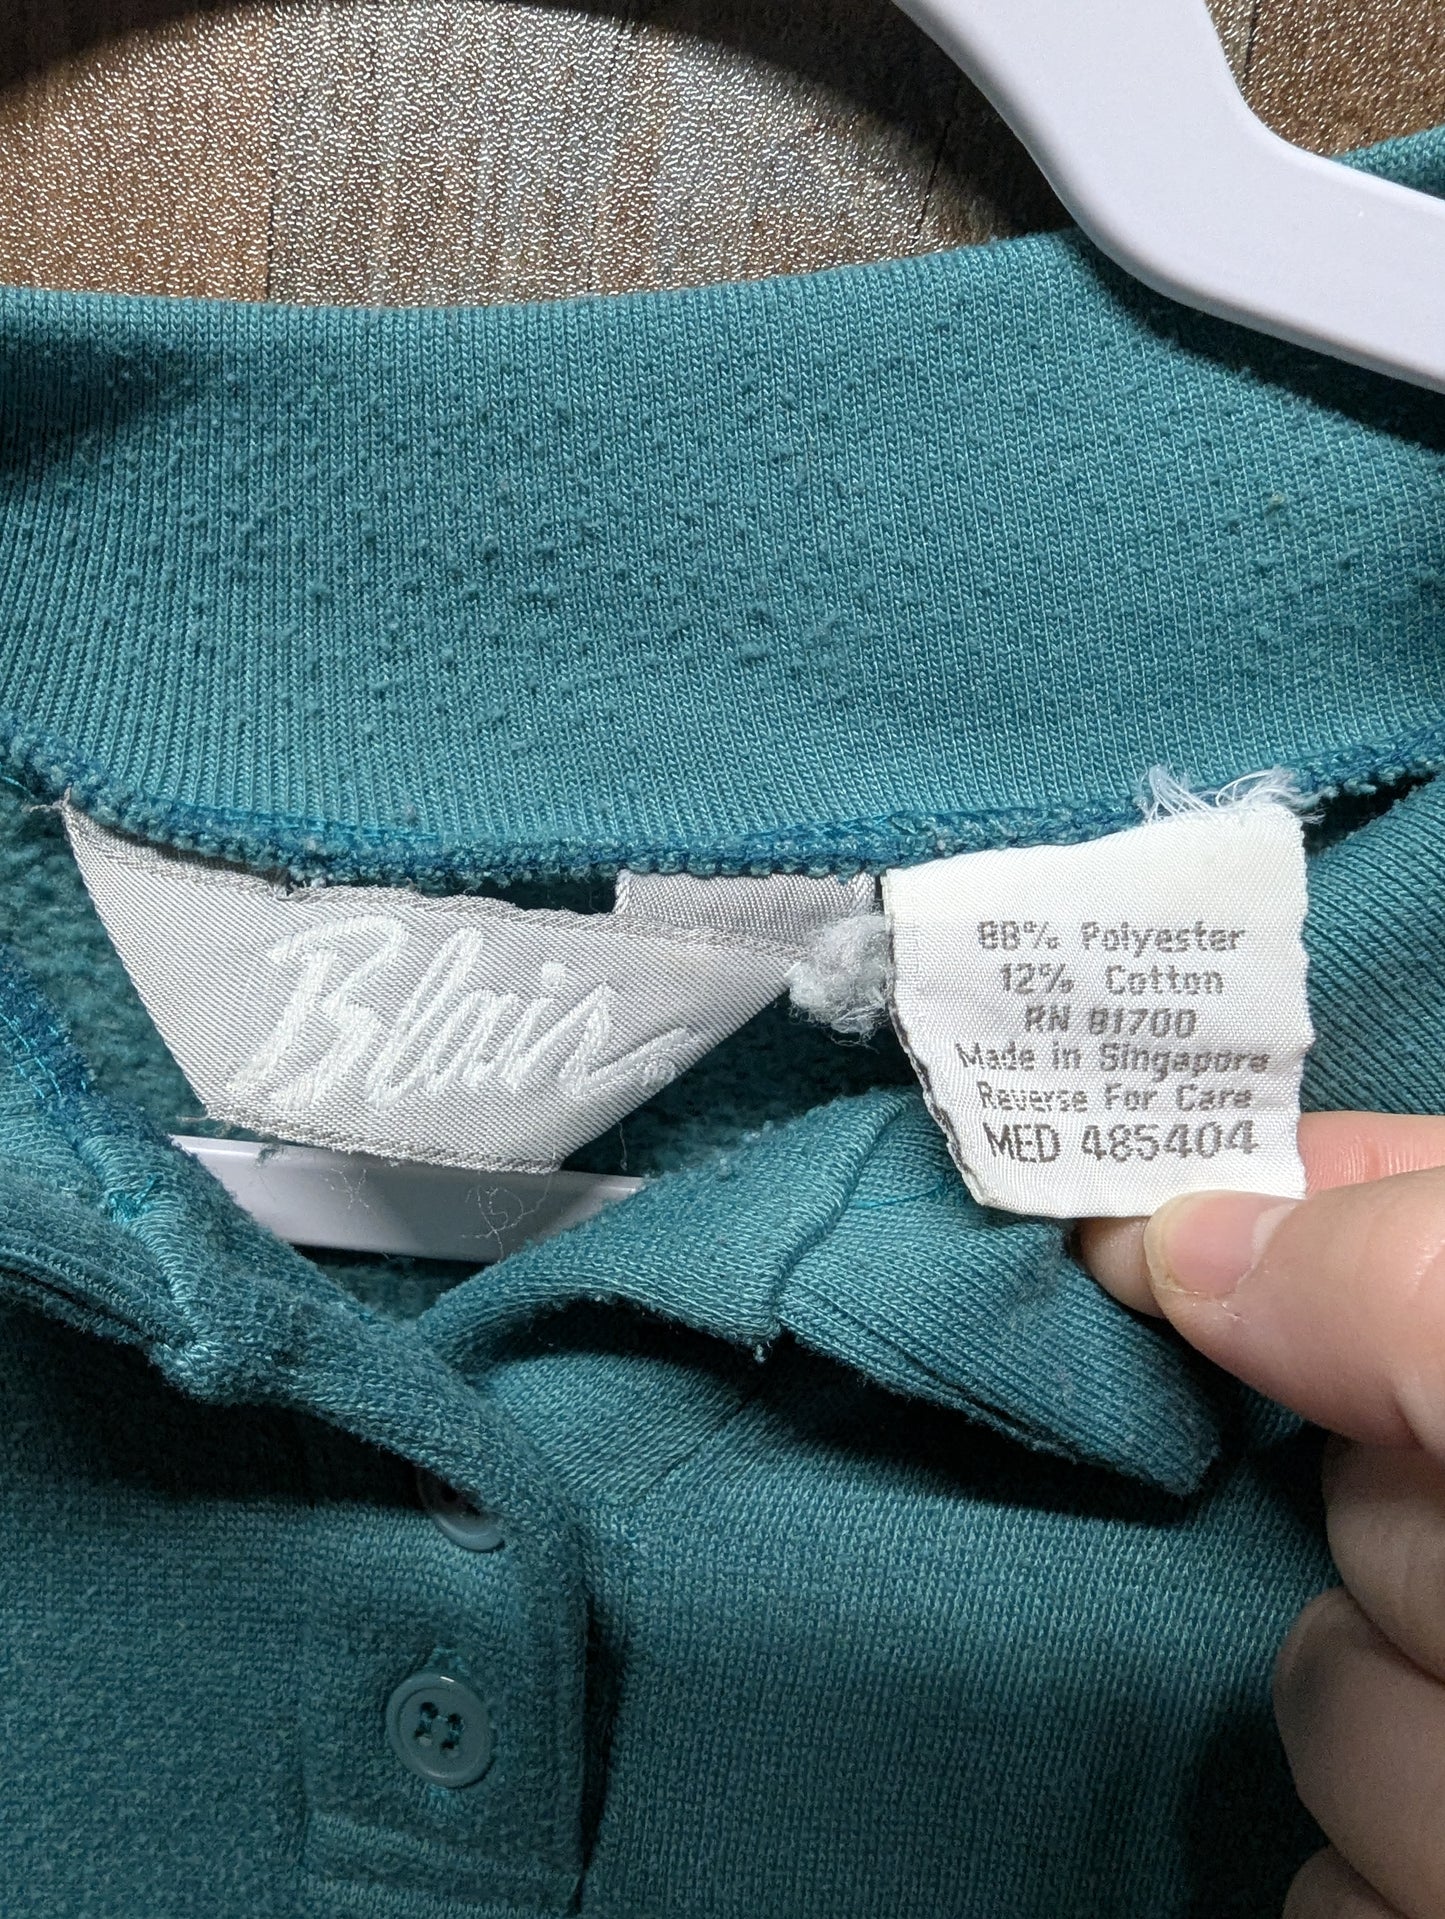 Blair
88% Polyester
12% Cotton
RN 81700
Made in Singapore
Reverse For Care
MED 485404